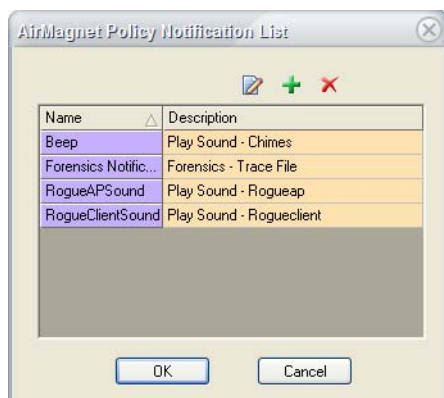 AirMagnet Policy Notification List
Name Description
Beep Play Sound - Chimes
Forensics Notific... Forensics - Trace File
RogueAPSound Play Sound - Rogueap
RogueClientSound Play Sound - Rogueclient
OK Cancel